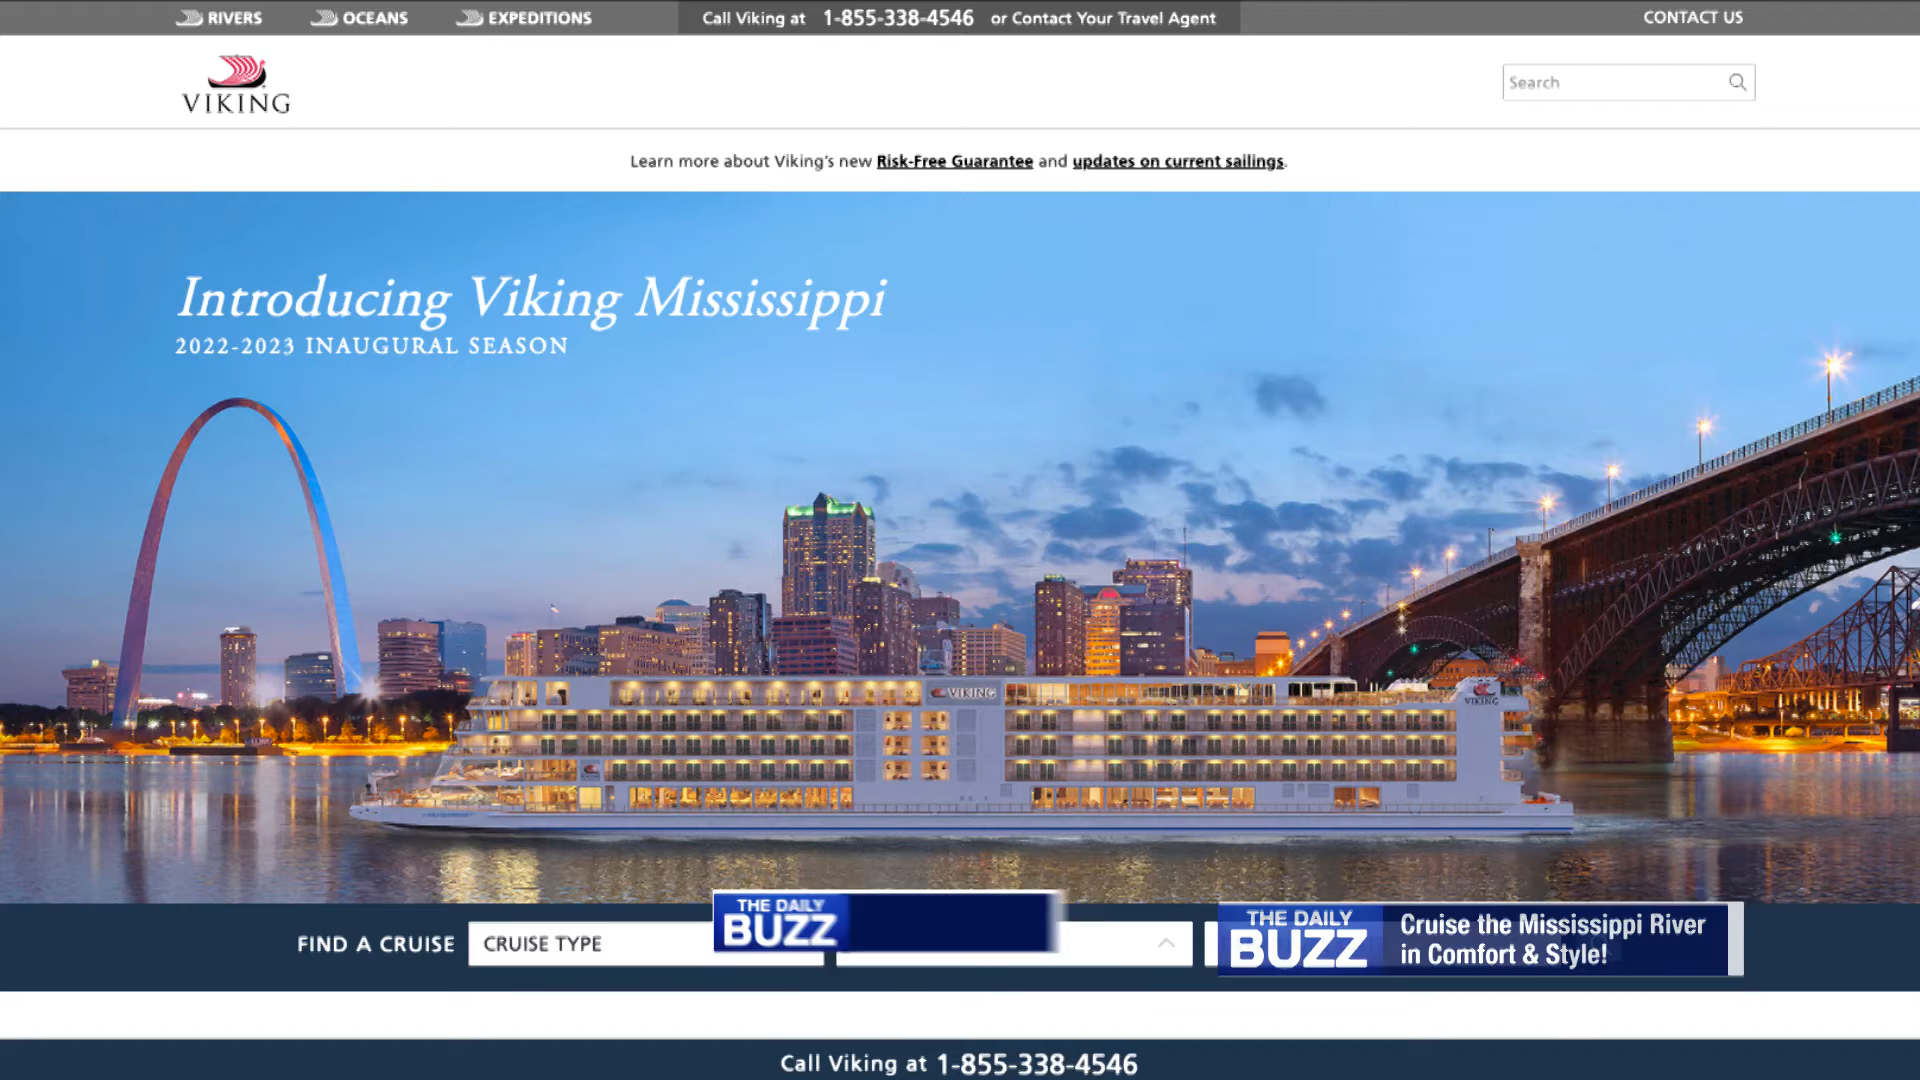 RIVERS
OCEANS
EXPEDITIONS
Call Viking at 1-855-338-4546 or Contact Your Travel Agent
CONTACT US
VIKING
Search
Learn more about Viking's new Risk-Free Guarantee and updates on current sailings.
Introducing Viking Mississippi
2022-2023 INAUGURAL SEASON
VIKING
VIKING
FIND A CRUISE
CRUISE TYPE
THE DAILY
BUZZ
THE DAILY
BUZZ
Cruise the Mississippi River
in Comfort & Style!
Call Viking at 1-855-338-4546